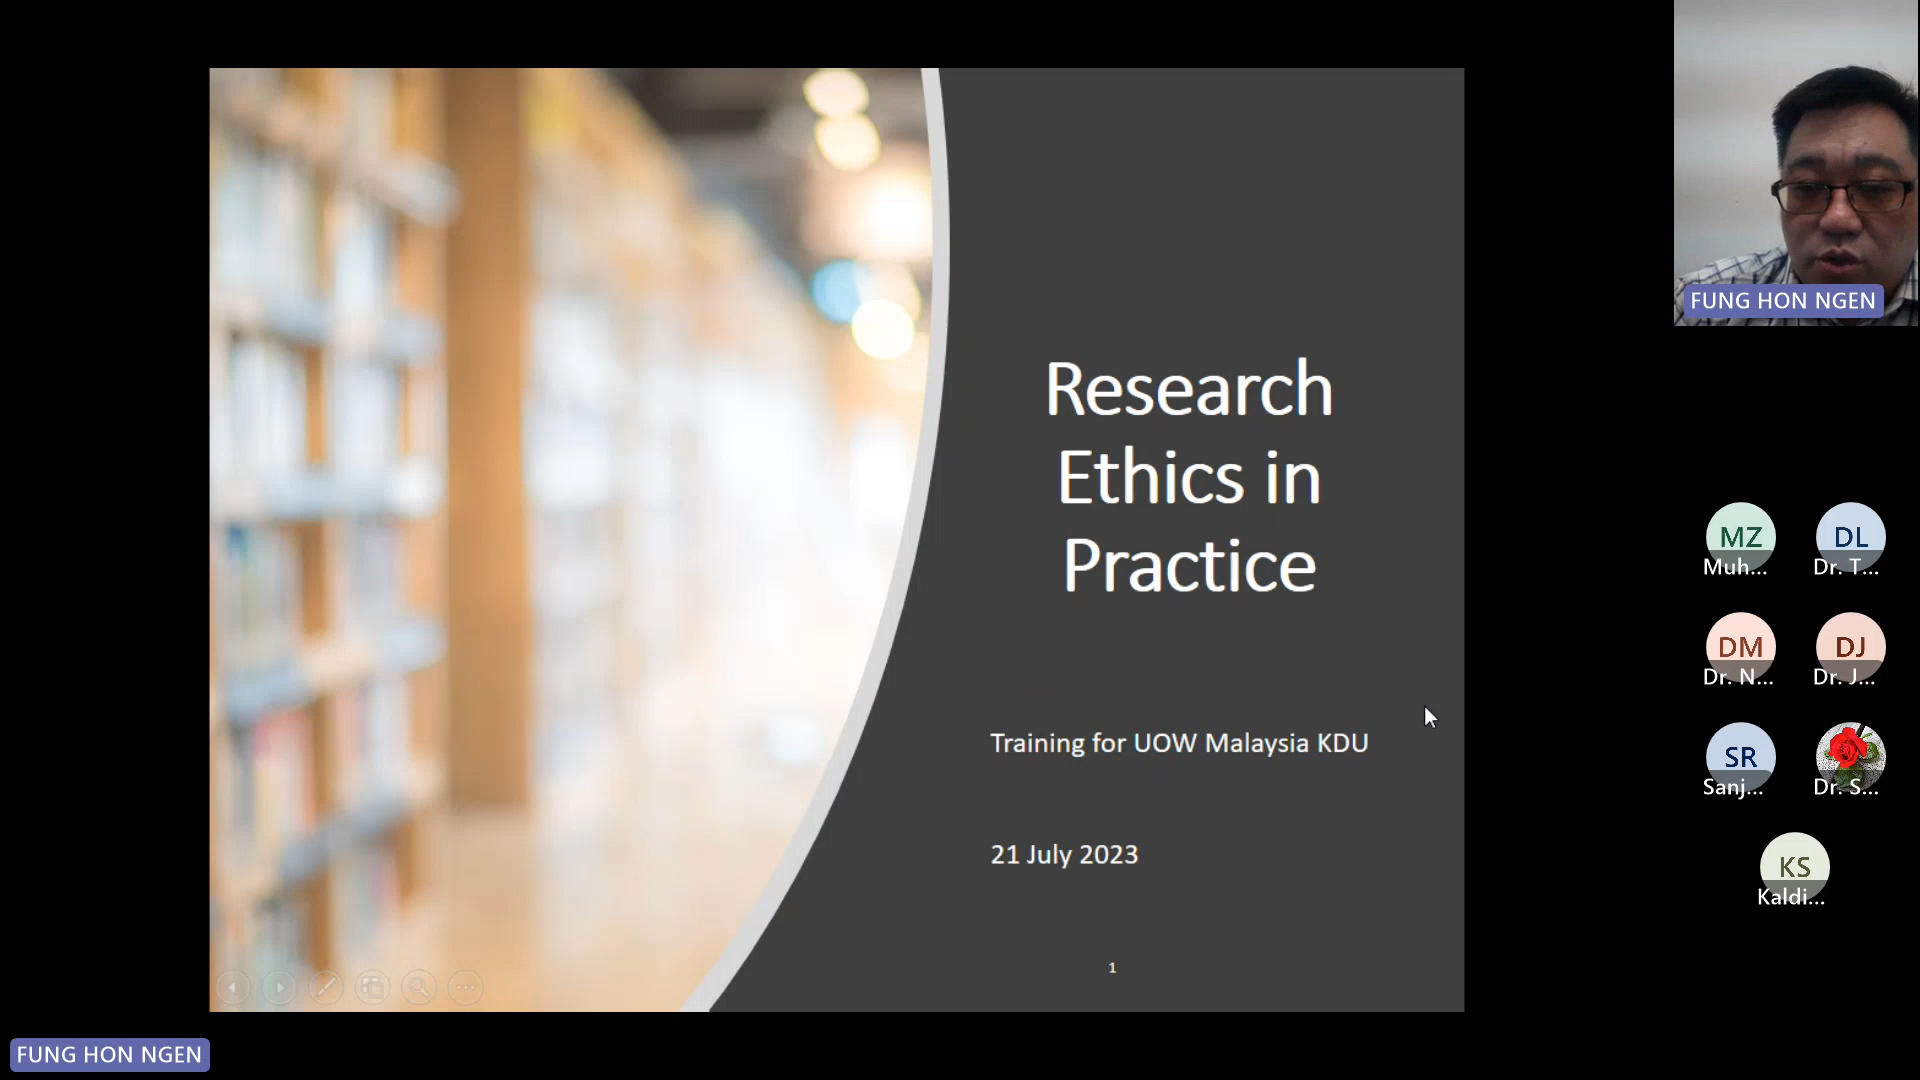 Research
Ethics in
Practice
Training for UOW Malaysia KDU
21 July 2023
1
FUNG HON NGEN
MZ
Muh...
DL
Dr. T...
DM
Dr. N...
DJ
Dr. J...
SR
Sanj...
Dr. S...
KS
Kaldi...
FUNG HON NGEN